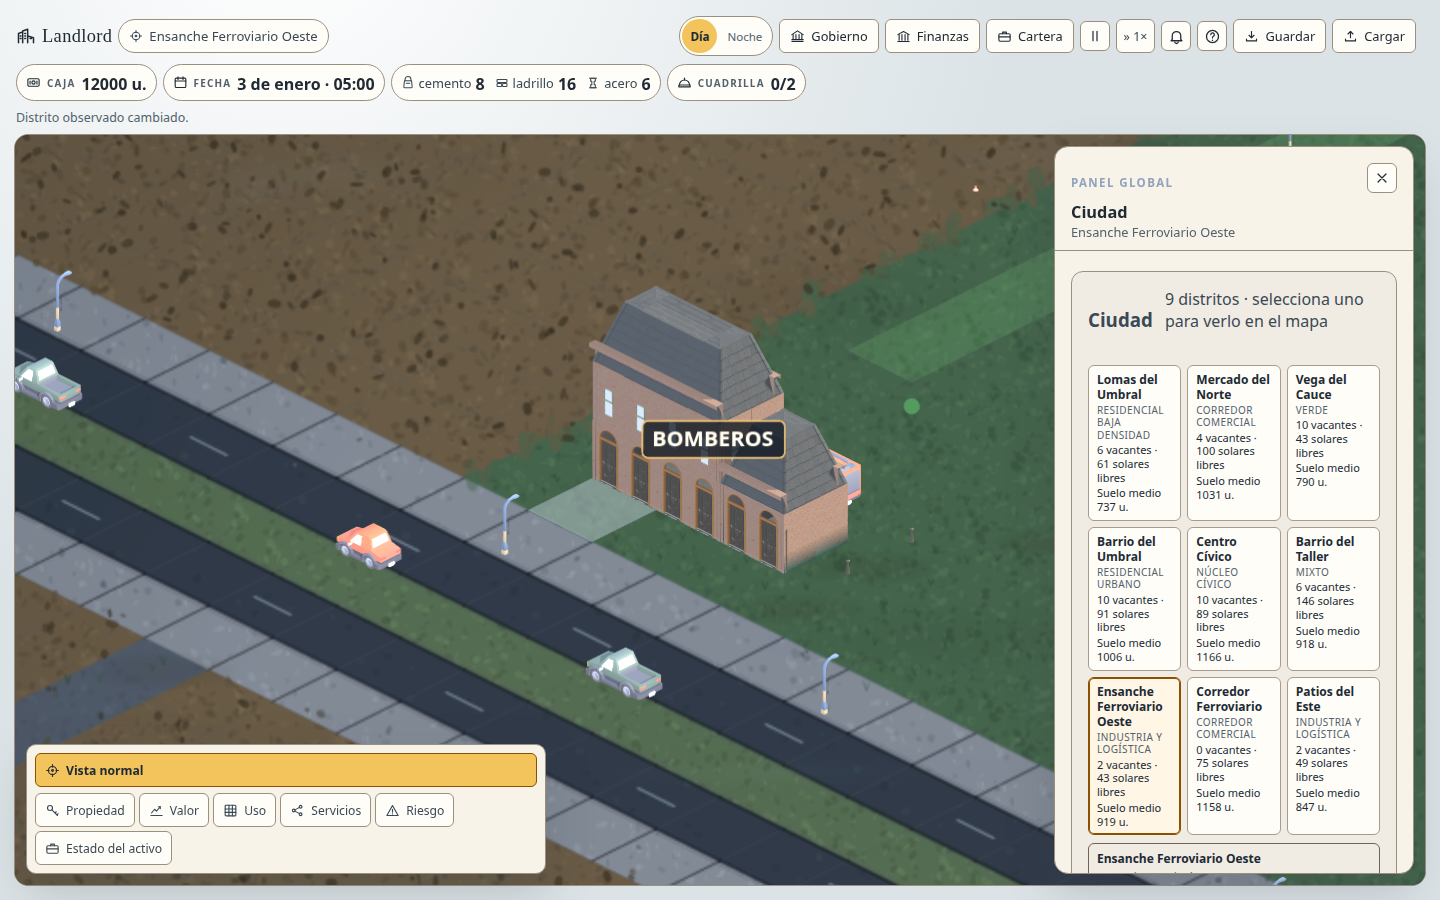 Landlord
Ensanche Ferroviario Oeste
Día
Noche
Gobierno
Finanzas
Cartera
» 1×
Guardar
Cargar
CAJA 12000 u.
FECHA 3 de enero · 05:00
cemento 8 ladrillo 16 acero 6
CUADRILLA 0/2
Distrito observado cambiado.
BOMBEROS
PANEL GLOBAL
Ciudad
Ensanche Ferroviario Oeste
Ciudad
9 distritos · selecciona uno
para verlo en el mapa
Lomas del
Umbral
RESIDENCIAL
BAJA
DENSIDAD
6 vacantes ·
61 solares
libres
Suelo medio
737 u.
Mercado del
Norte
CORREDOR
COMERCIAL
4 vacantes ·
100 solares
libres
Suelo medio
1031 u.
Vega del
Cauce
VERDE
10 vacantes ·
43 solares
libres
Suelo medio
790 u.
Barrio del
Umbral
RESIDENCIAL
URBANO
10 vacantes ·
91 solares
libres
Suelo medio
1006 u.
Centro
Cívico
NÚCLEO
CÍVICO
10 vacantes ·
89 solares
libres
Suelo medio
1166 u.
Barrio del
Taller
MIXTO
6 vacantes ·
146 solares
libres
Suelo medio
918 u.
Ensanche
Ferroviario
Oeste
INDUSTRIA Y
LOGÍSTICA
2 vacantes ·
43 solares
libres
Suelo medio
919 u.
Corredor
Ferroviario
CORREDOR
COMERCIAL
0 vacantes ·
75 solares
libres
Suelo medio
1158 u.
Patios del
Este
INDUSTRIA Y
LOGÍSTICA
2 vacantes ·
49 solares
libres
Suelo medio
847 u.
Ensanche Ferroviario Oeste
Vista normal
Propiedad
Valor
Uso
Servicios
Riesgo
Estado del activo